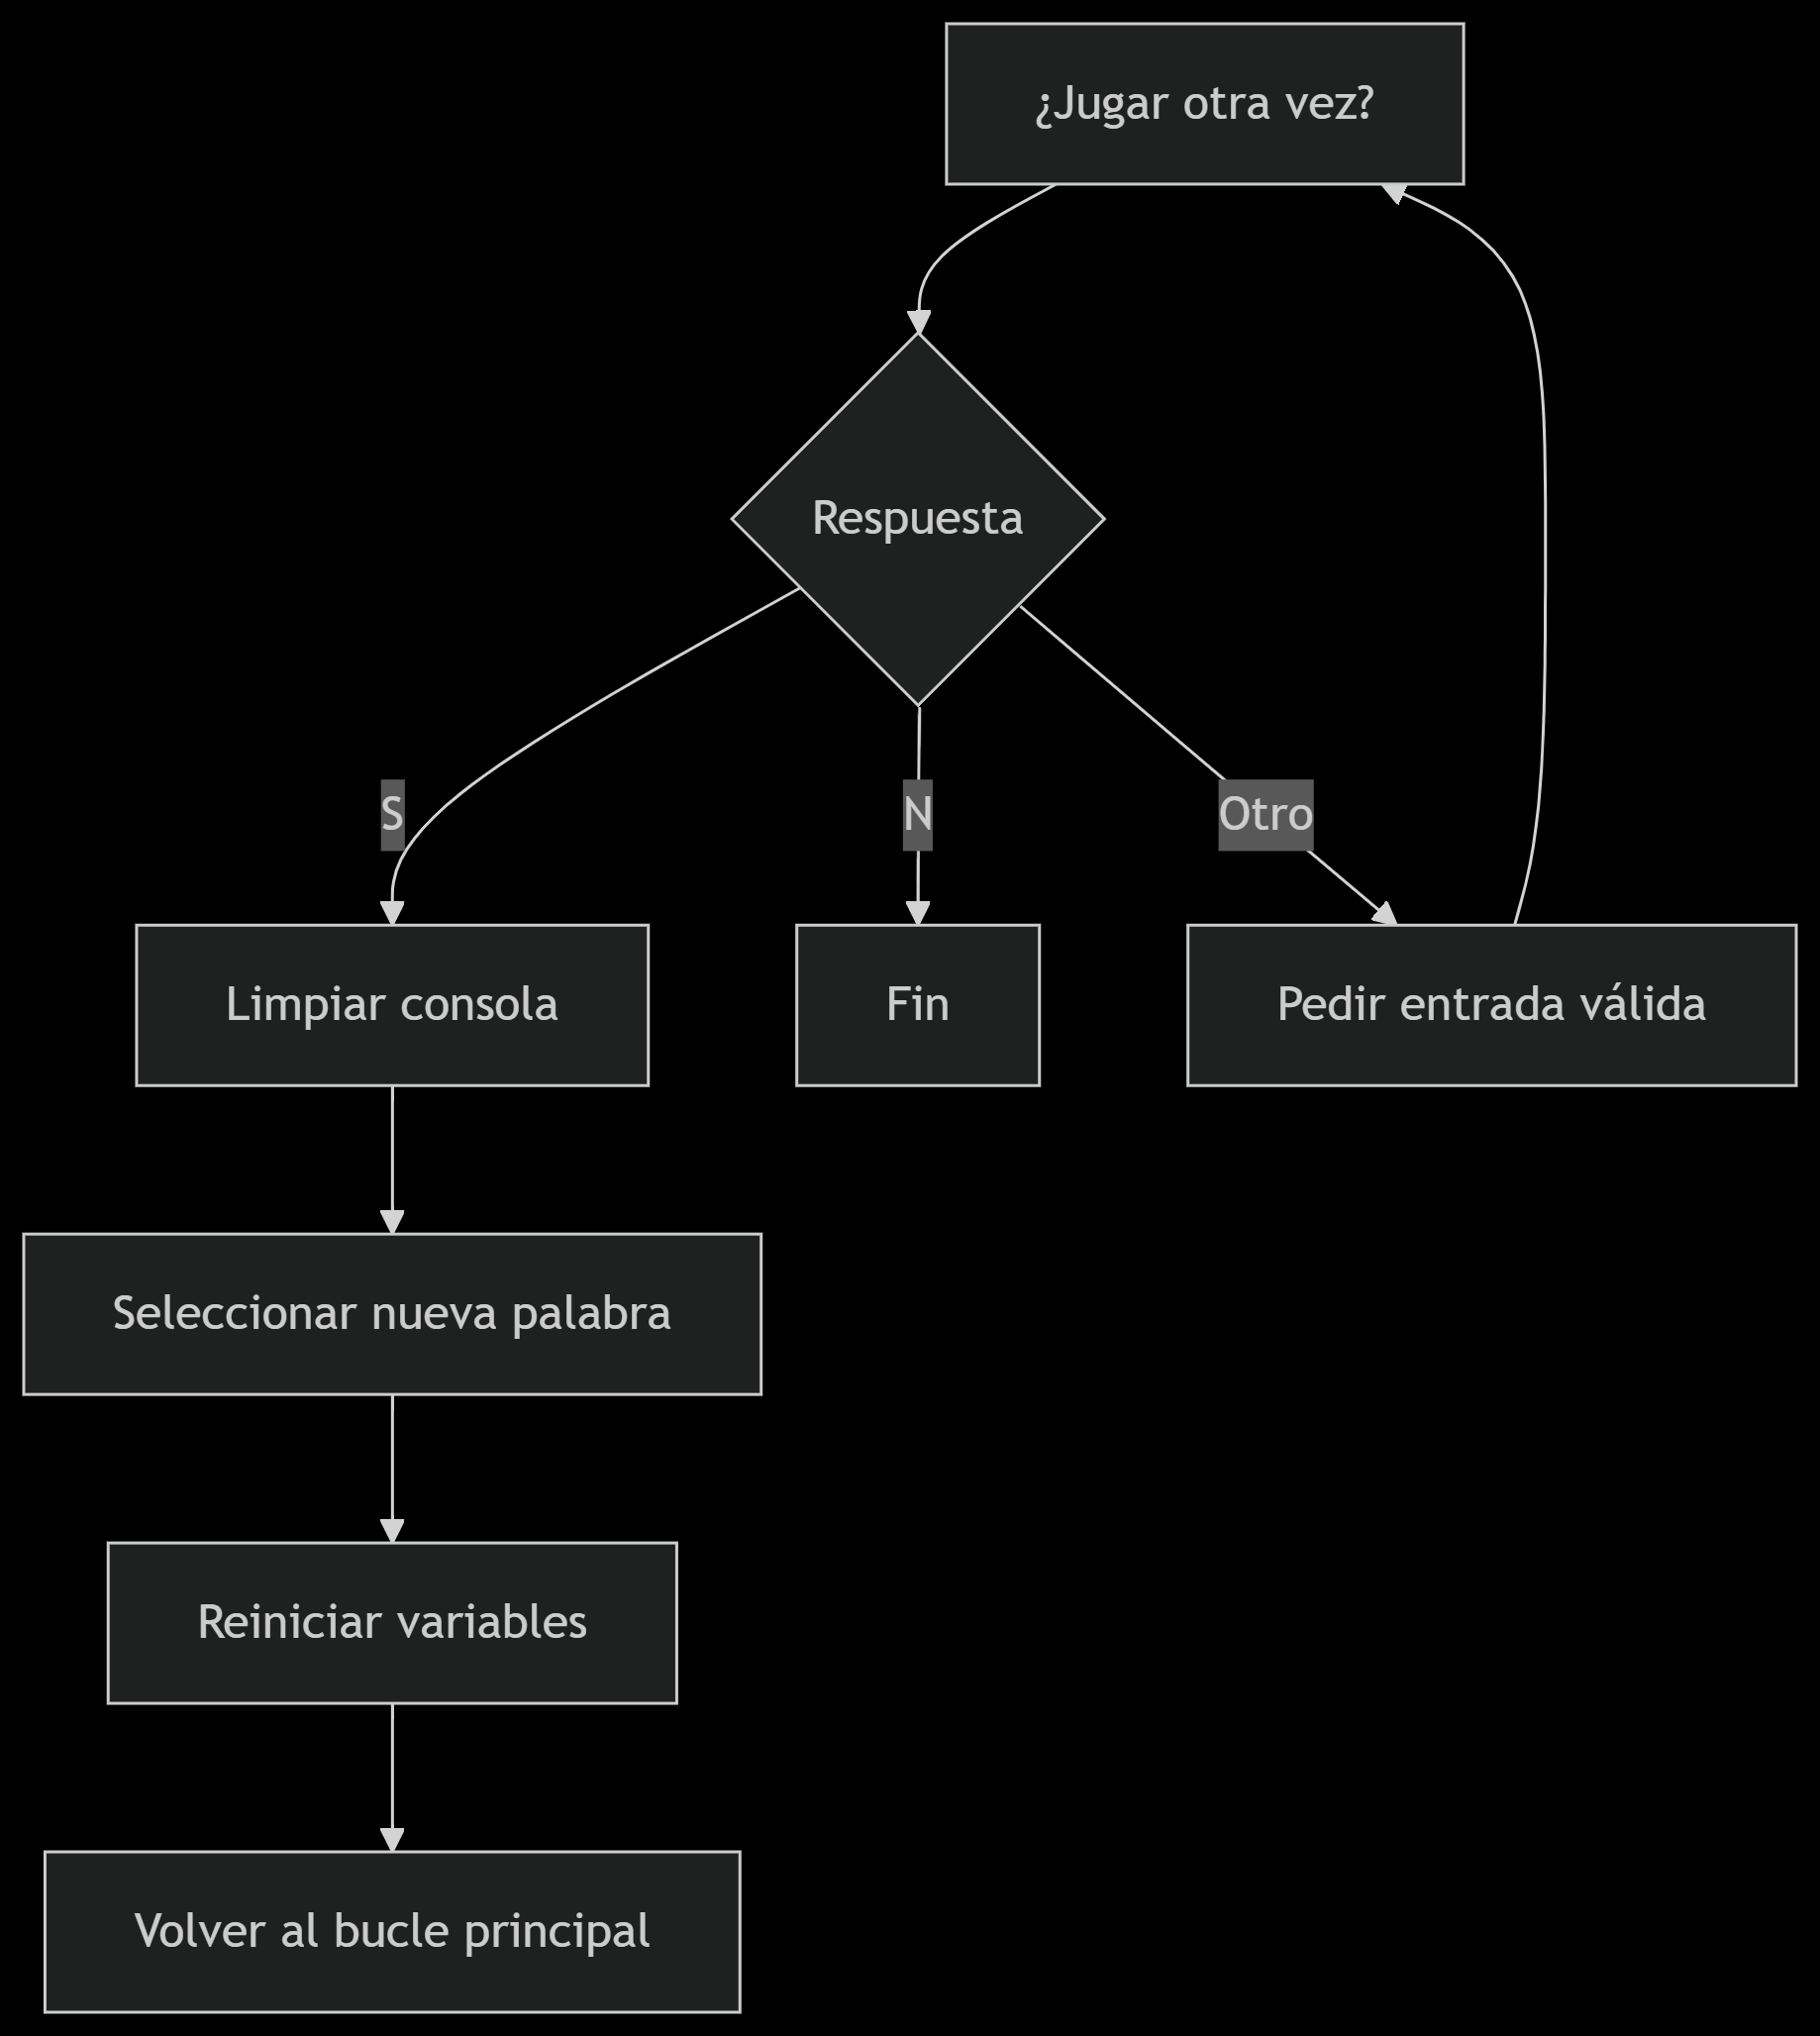 ¿Jugar otra vez?
Respuesta
S
N
Otro
Limpiar consola
Fin
Pedir entrada válida
Seleccionar nueva palabra
Reiniciar variables
Volver al bucle principal